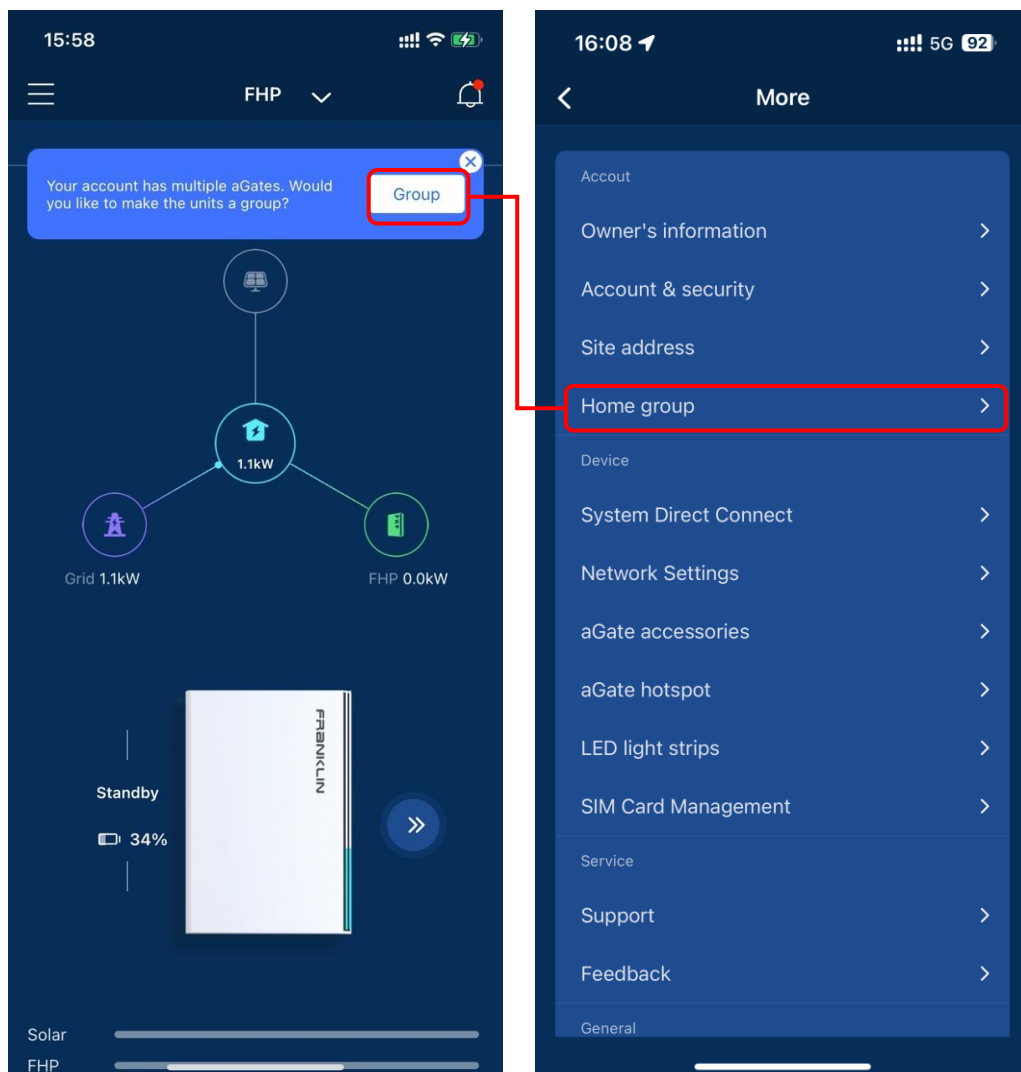 15:58
FHP
Your account has multiple aGates. Would
you like to make the units a group?
Group
1.1kW
Grid 1.1kW
FHP 0.0kW
FRANKLIN
Standby
34%
Solar
FHP
16:08
5G 92
More
Accout
Owner's information
Account & security
Site address
Home group
Device
System Direct Connect
Network Settings
aGate accessories
aGate hotspot
LED light strips
SIM Card Management
Service
Support
Feedback
General